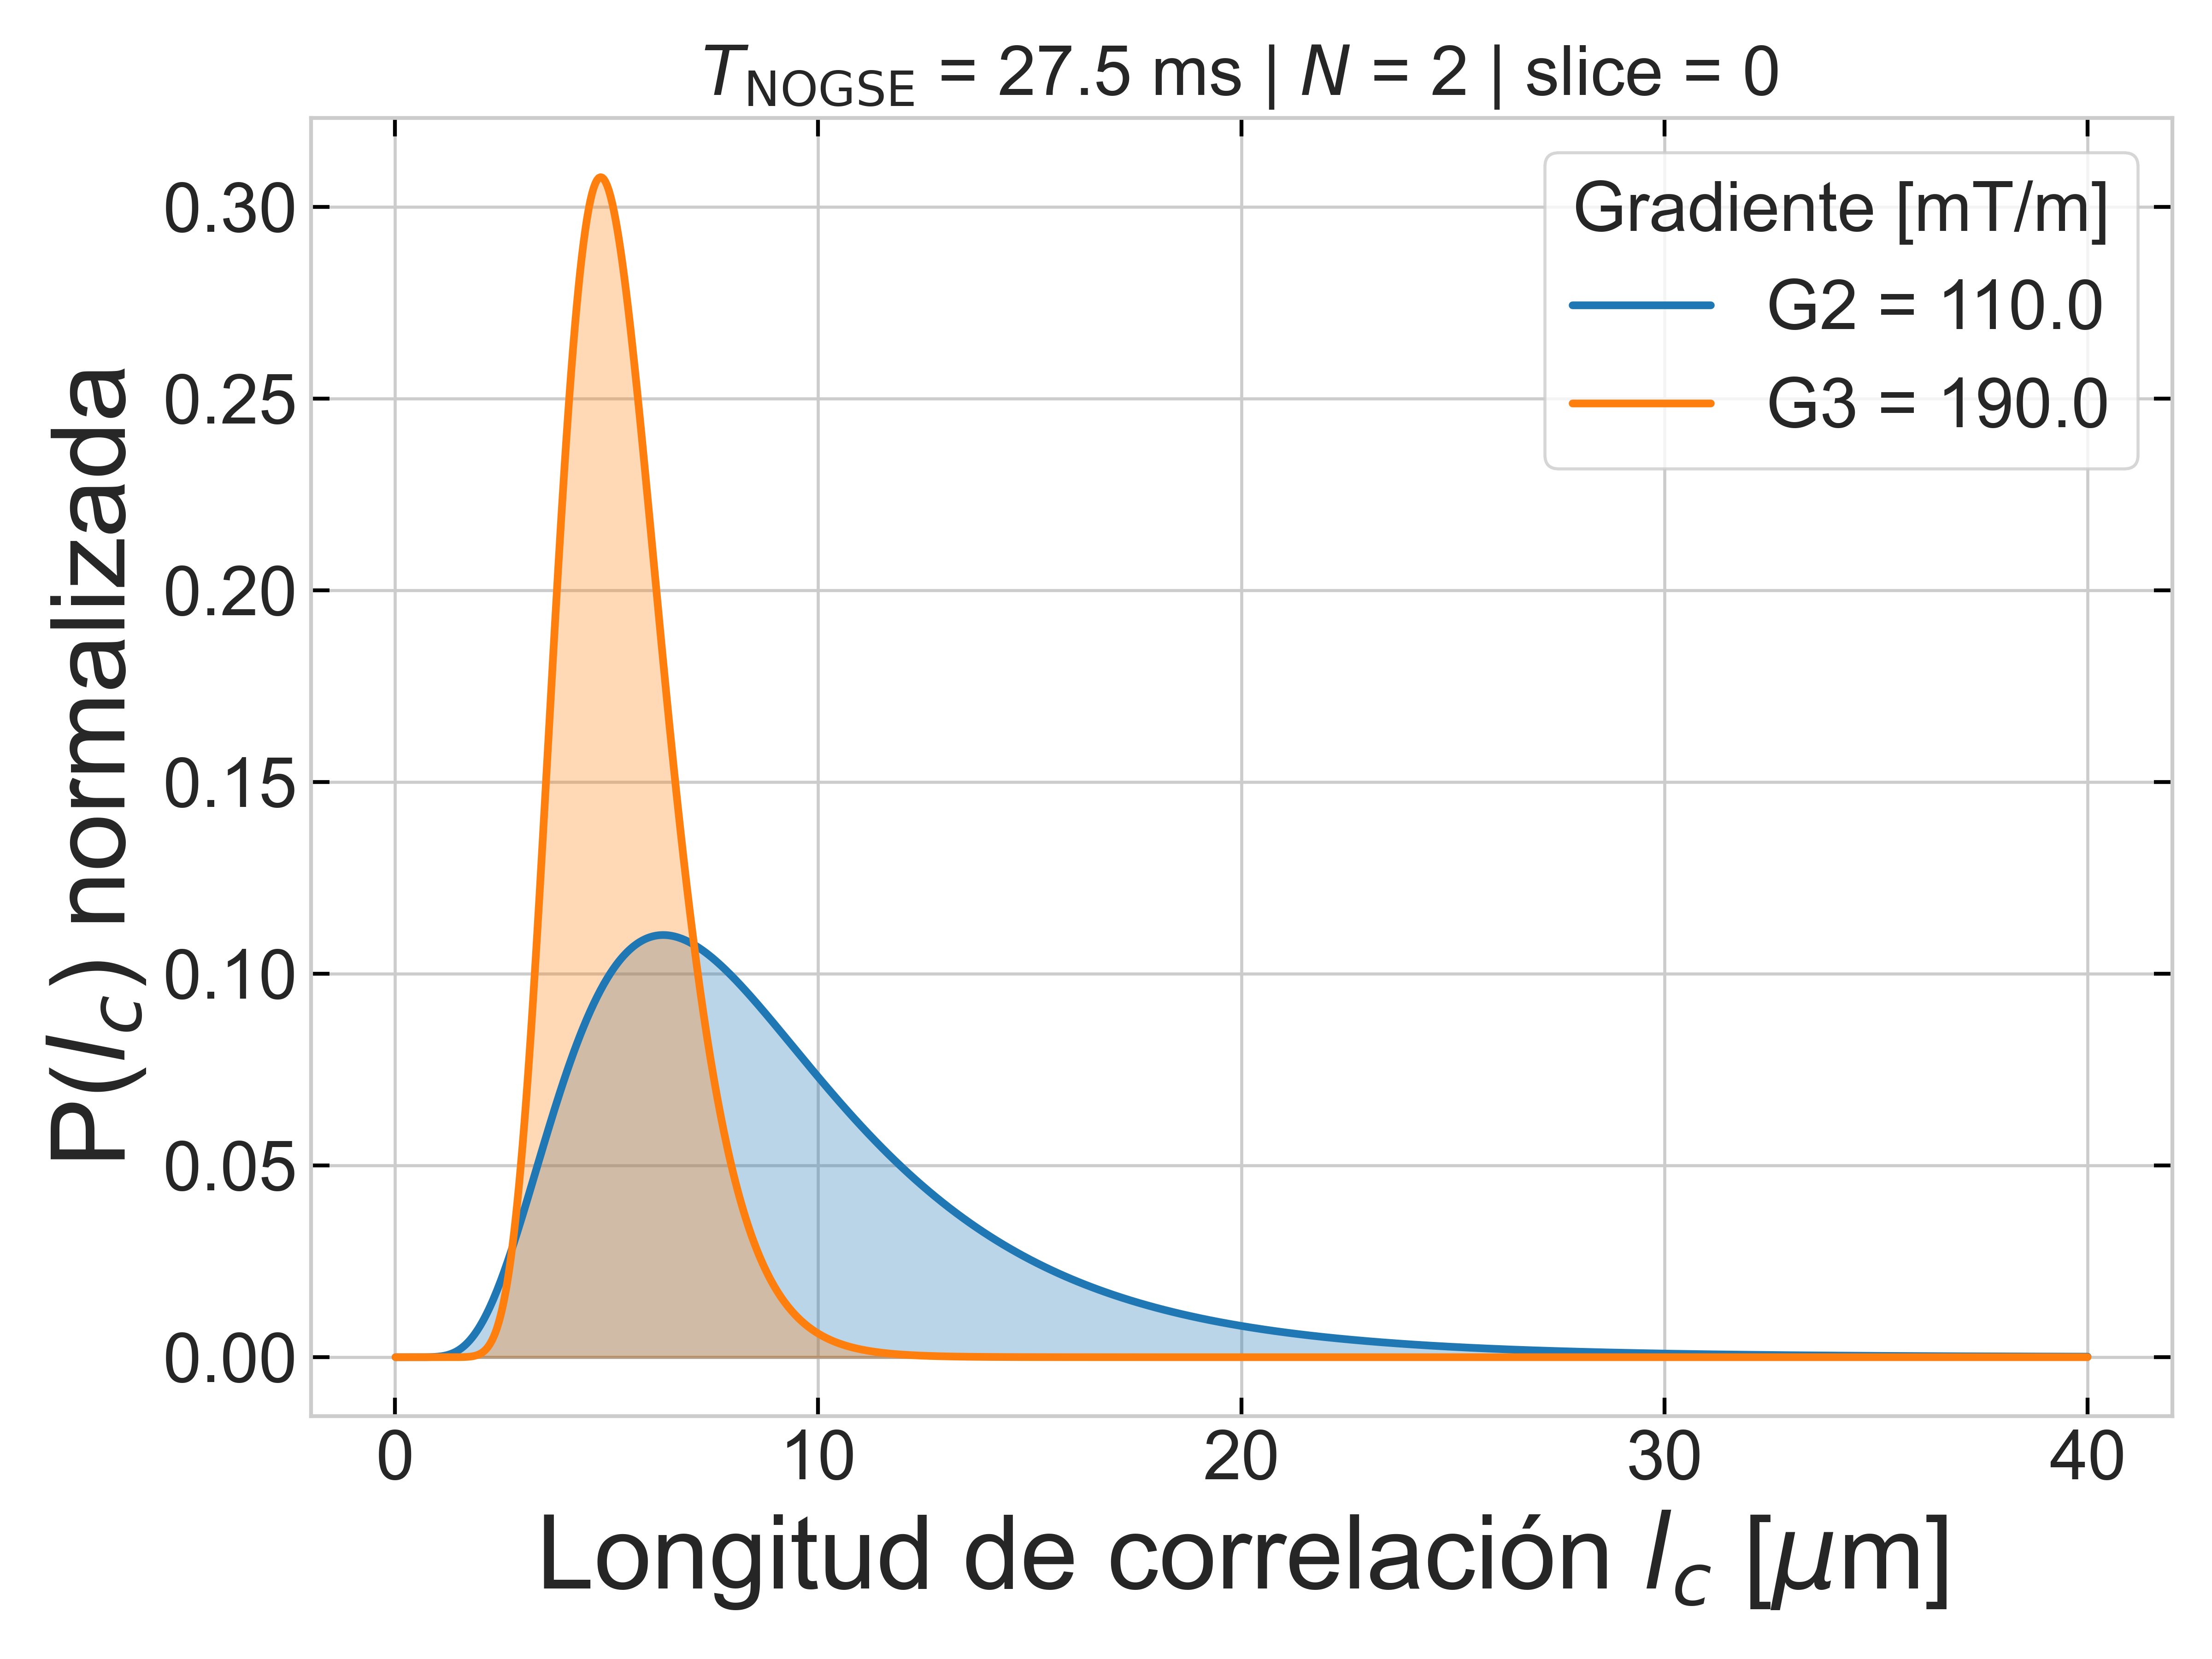 T_NOGSE = 27.5 ms | N = 2 | slice = 0
P(l_c) normalizada
0.30
0.25
0.20
0.15
0.10
0.05
0.00
Gradiente [mT/m]
G2 = 110.0
G3 = 190.0
0 10 20 30 40
Longitud de correlación l_c [μm]